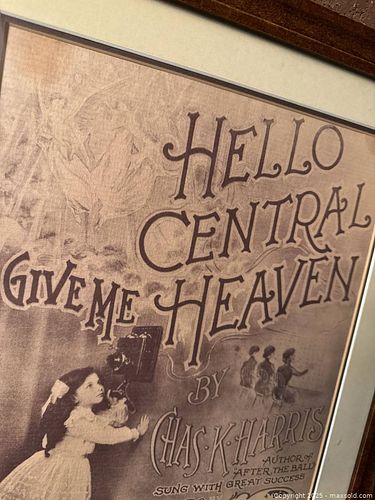 HELLO
CENTRAL
GIVE ME HEAVEN
BY
CHAS. K. HARRIS
AUTHOR OF
AFTER THE BALL
SUNG WITH GREAT SUCCESS
Copyright 2025 - maxsold.com